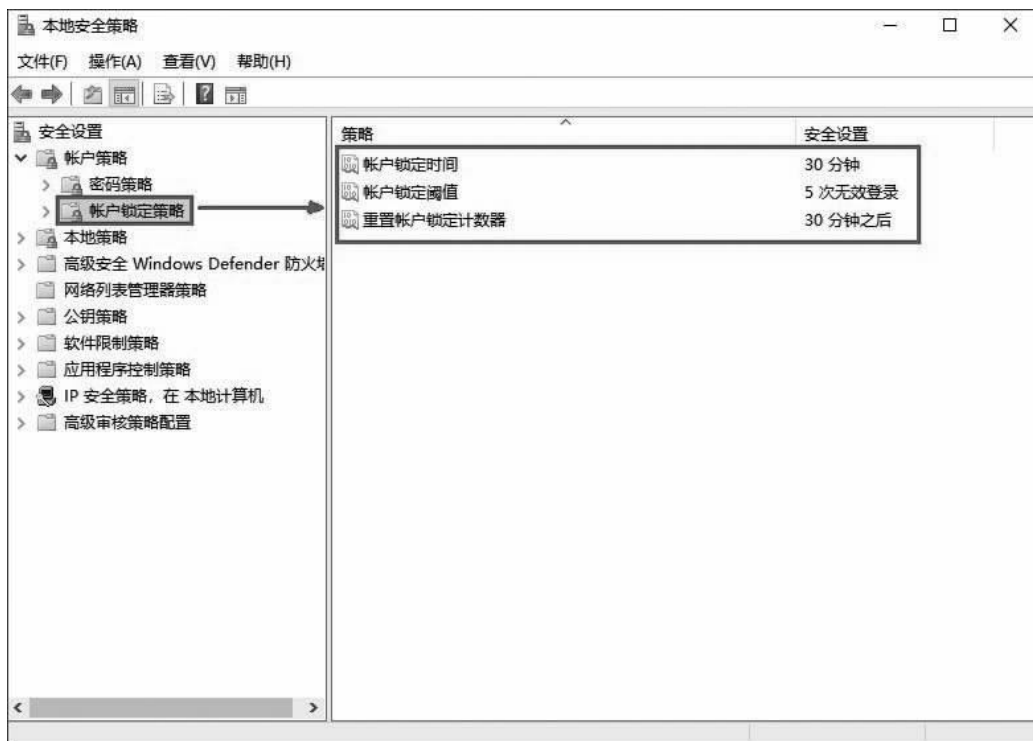 本地安全策略
文件(F) 操作(A) 查看(V) 帮助(H)
安全设置
帐户策略
密码策略
帐户锁定策略
本地策略
高级安全 Windows Defender 防火墙
网络列表管理器策略
公钥策略
软件限制策略
应用程序控制策略
IP 安全策略，在 本地计算机
高级审核策略配置
策略 安全设置
帐户锁定时间 30 分钟
帐户锁定阈值 5 次无效登录
重置帐户锁定计数器 30 分钟之后